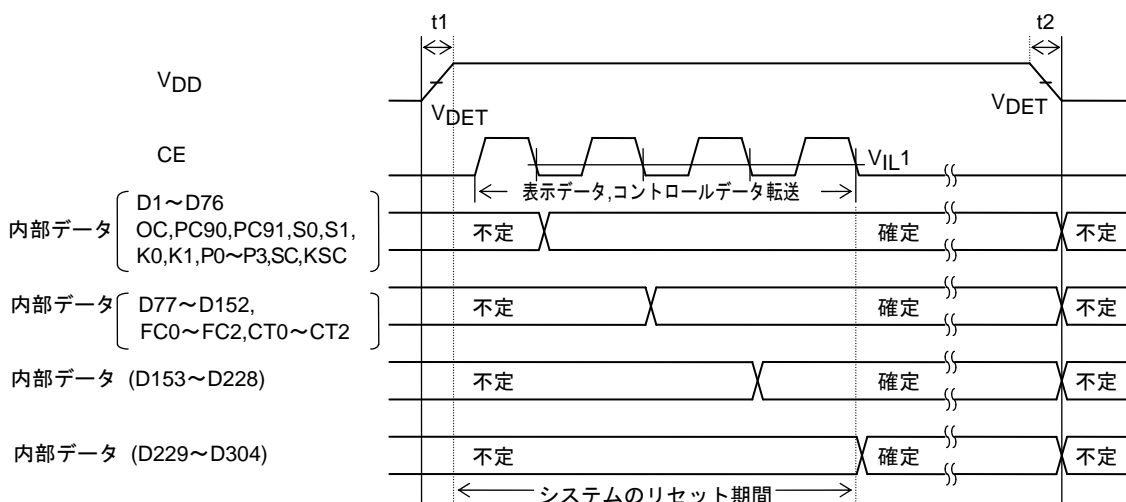 t1
t2
VDD
VDET
VDET
CE
VIL1
表示データ,コントロールデータ転送
内部データ
D1～D76
OC,PC90,PC91,S0,S1,
K0,K1,P0～P3,SC,KSC
不定
確定
不定
内部データ
D77～D152,
FC0～FC2,CT0～CT2
不定
確定
不定
内部データ (D153～D228)
不定
確定
不定
内部データ (D229～D304)
不定
確定
不定
システムのリセット期間